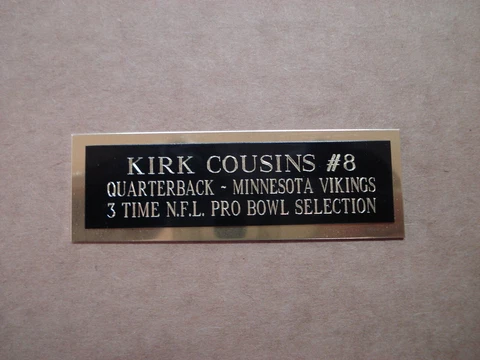 KIRK COUSINS #8
QUARTERBACK - MINNESOTA VIKINGS
3 TIME N.F.L. PRO BOWL SELECTION